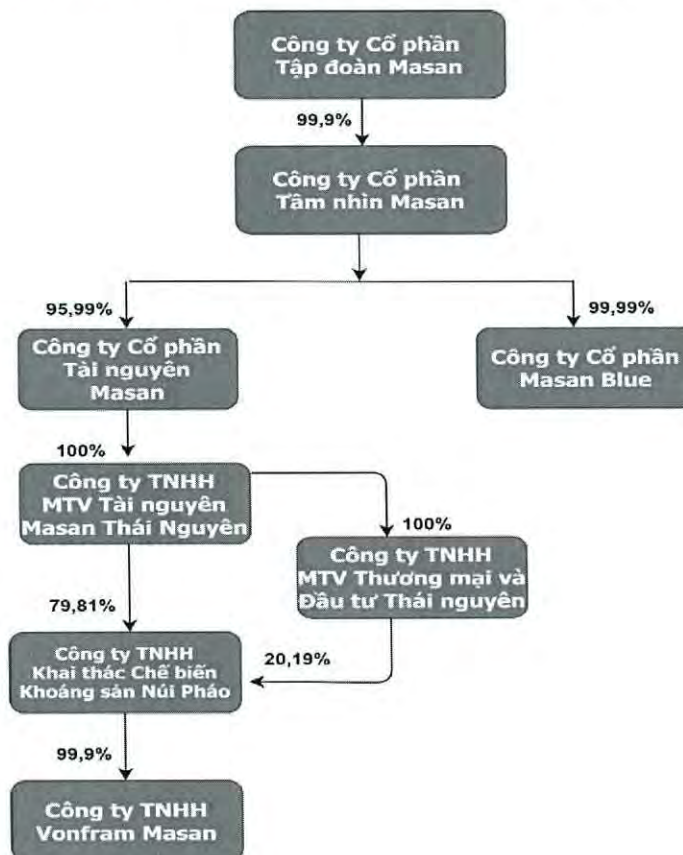 Công ty Cổ phần
Tập đoàn Masan
99,9%
Công ty Cổ phần
Tầm nhìn Masan
95,99%
99,99%
Công ty Cổ phần
Tài nguyên
Masan
Công ty Cổ phần
Masan Blue
100%
Công ty TNHH
MTV Tài nguyên
Masan Thái Nguyên
100%
Công ty TNHH
MTV Thương mại và
Đầu tư Thái nguyên
79,81%
Công ty TNHH
Khai thác Chế biến
Khoáng sản Núi Pháo
20,19%
99,9%
Công ty TNHH
Vonfram Masan